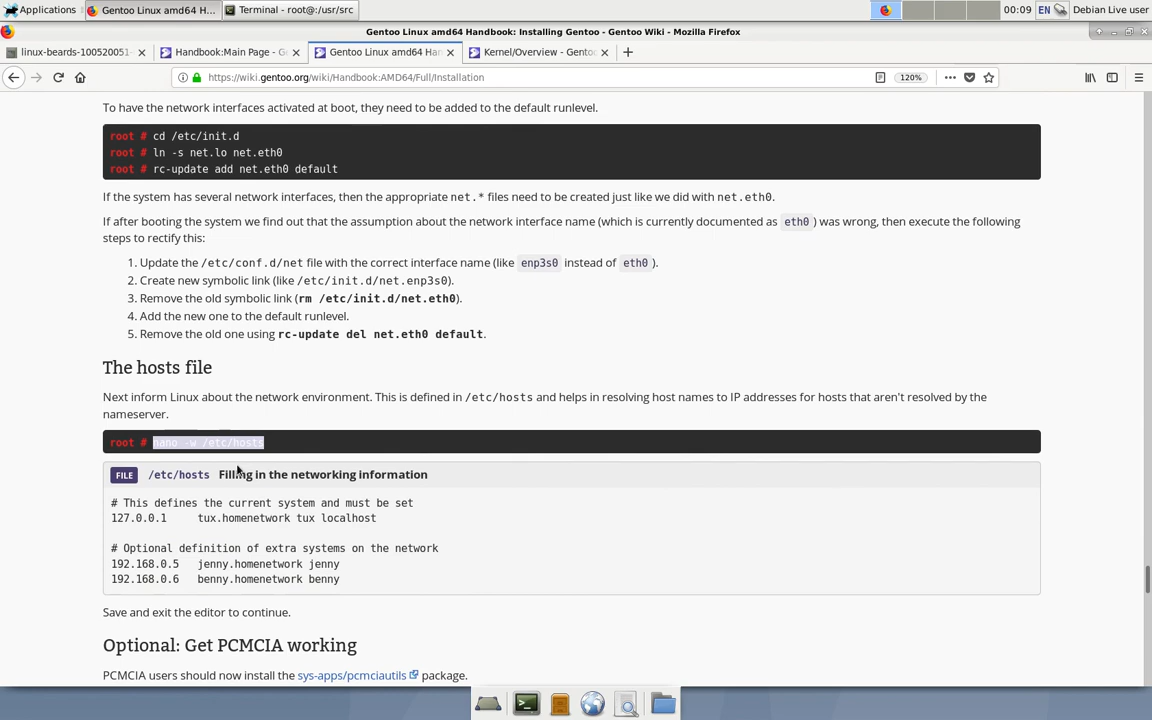 Applications
Gentoo Linux amd64 H...
Terminal - root@:/usr/src
00:09
EN
Debian Live user
Gentoo Linux amd64 Handbook: Installing Gentoo - Gentoo Wiki - Mozilla Firefox
linux-beards-100520051-
Handbook:Main Page - G
Gentoo Linux amd64 Han
Kernel/Overview - Gento
https://wiki.gentoo.org/wiki/Handbook:AMD64/Full/Installation
120%
To have the network interfaces activated at boot, they need to be added to the default runlevel.
root # cd /etc/init.d
root # ln -s net.lo net.eth0
root # rc-update add net.eth0 default
If the system has several network interfaces, then the appropriate net.* files need to be created just like we did with net.eth0.
If after booting the system we find out that the assumption about the network interface name (which is currently documented as eth0 ) was wrong, then execute the following
steps to rectify this:
1. Update the /etc/conf.d/net file with the correct interface name (like enp3s0 instead of eth0 ).
2. Create new symbolic link (like /etc/init.d/net.enp3s0).
3. Remove the old symbolic link (rm /etc/init.d/net.eth0).
4. Add the new one to the default runlevel.
5. Remove the old one using rc-update del net.eth0 default.
The hosts file
Next inform Linux about the network environment. This is defined in /etc/hosts and helps in resolving host names to IP addresses for hosts that aren't resolved by the
nameserver.
root # nano -w /etc/hosts
FILE /etc/hosts Filling in the networking information
# This defines the current system and must be set
127.0.0.1 tux.homenetwork tux localhost
# Optional definition of extra systems on the network
192.168.0.5 jenny.homenetwork jenny
192.168.0.6 benny.homenetwork benny
Save and exit the editor to continue.
Optional: Get PCMCIA working
PCMCIA users should now install the sys-apps/pcmciautils package.